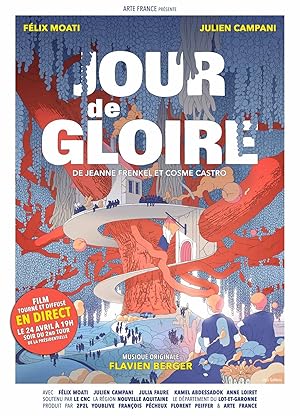 ARTE FRANCE PRÉSENTE
FÉLIX MOATI
JULIEN CAMPANI
JOUR
de
GLOIRE
DE JEANNE FRENKEL ET COSME CASTRO
FILM
TOURNÉ ET DIFFUSÉ
EN DIRECT
LE 24 AVRIL À 19H
SOIR DU 2ND TOUR
DE LA PRÉSIDENTIELLE
MUSIQUE ORIGINALE
FLAVIEN BERGER
AVEC FÉLIX MOATI JULIEN CAMPANI JULIA FAURE KAMEL ABDESSADOK ANNE LOIRET
SOUTENU PAR LE CNC LA RÉGION NOUVELLE AQUITAINE LE DÉPARTEMENT DU LOT-ET-GARONNE
PRODUIT PAR 2P2L YOUBLIVE FRANÇOIS PÉCHEUX FLORENT PEIFFER & ARTE FRANCE